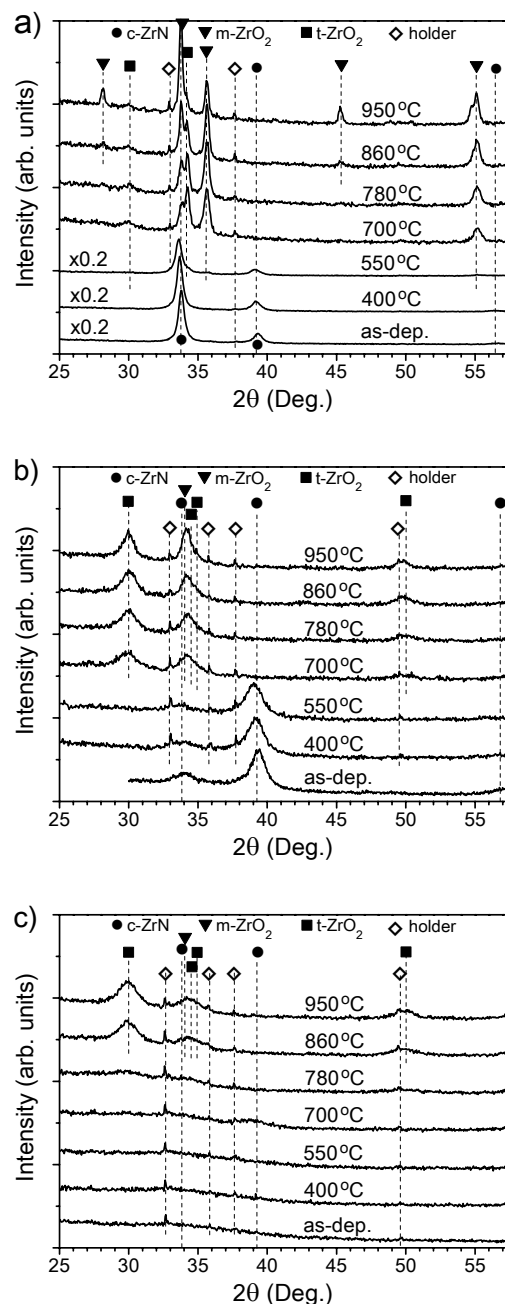 a)
c-ZrN m-ZrO₂ t-ZrO₂ holder
950°C
860°C
780°C
700°C
x0.2 550°C
x0.2 400°C
x0.2 as-dep.
25 30 35 40 45 50 55
2θ (Deg.)
Intensity (arb. units)
b)
c-ZrN m-ZrO₂ t-ZrO₂ holder
950°C
860°C
780°C
700°C
550°C
400°C
as-dep.
25 30 35 40 45 50 55
2θ (Deg.)
Intensity (arb. units)
c)
c-ZrN m-ZrO₂ t-ZrO₂ holder
950°C
860°C
780°C
700°C
550°C
400°C
as-dep.
25 30 35 40 45 50 55
2θ (Deg.)
Intensity (arb. units)